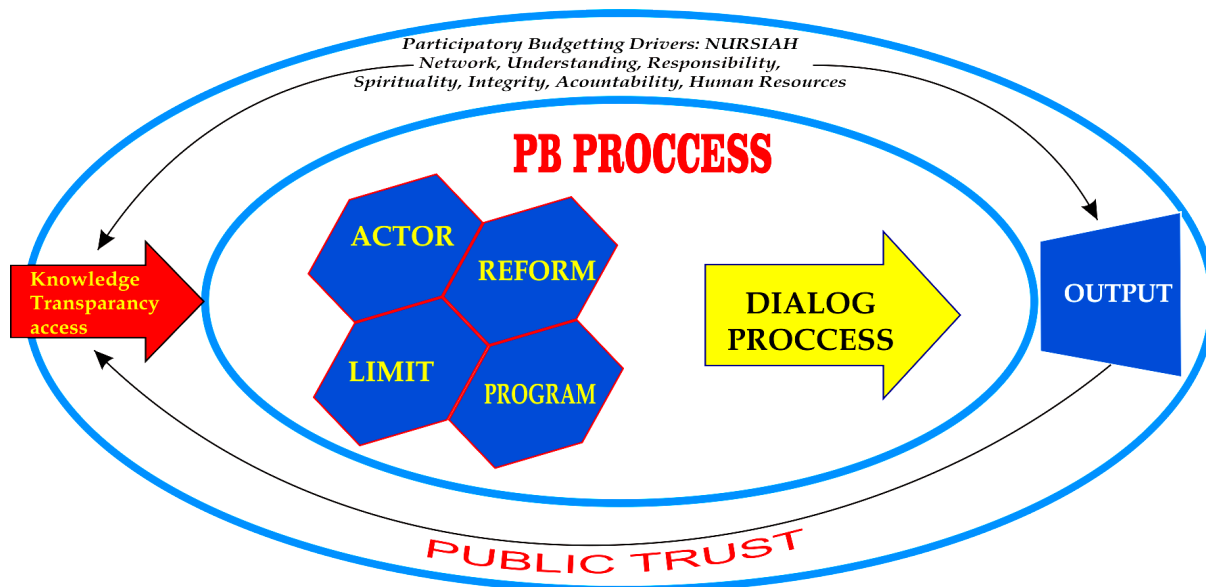 Participatory Budgetting Drivers: NURSIAH
Network, Understanding, Responsibility,
Spirituality, Integrity, Acountability, Human Resources
PB PROCCESS
ACTOR
REFORM
Knowledge
Transparancy
access
DIALOG
PROCCESS
OUTPUT
LIMIT
PROGRAM
PUBLIC TRUST